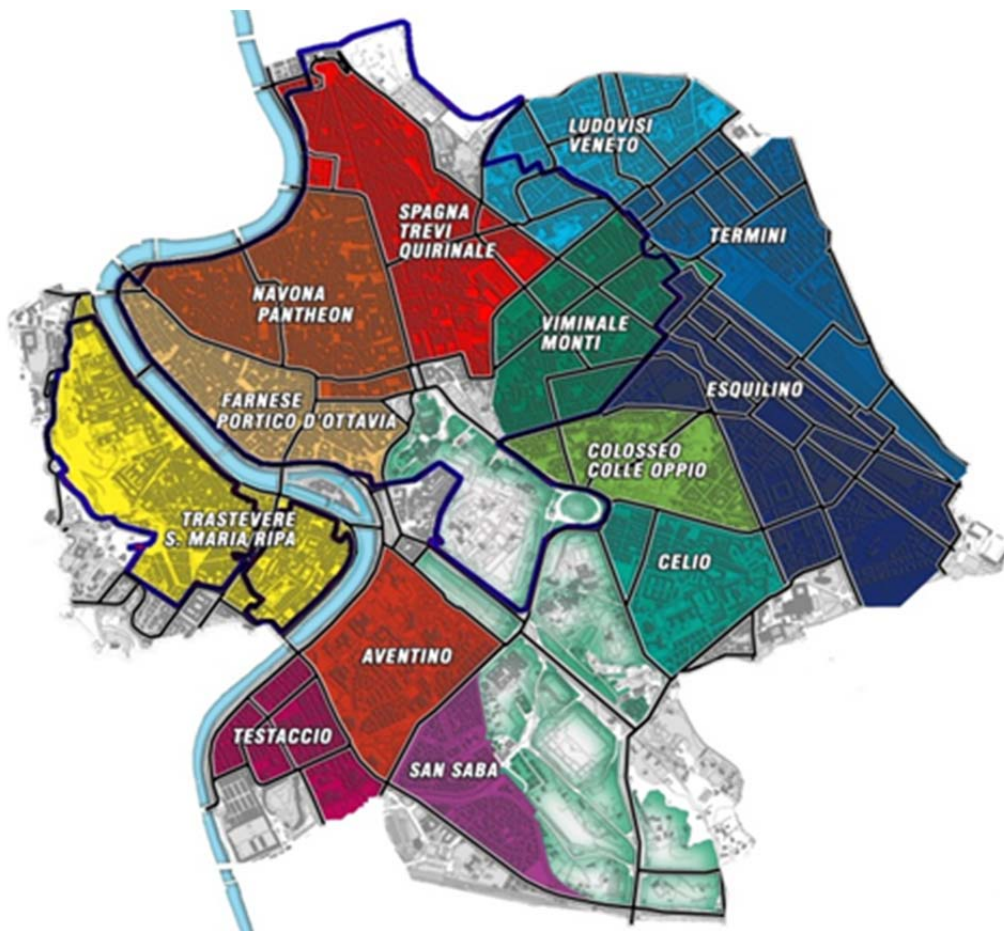 LUDOVISI
VENETO
SPAGNA
TREVI
QUIRINALE
TERMINI
NAVONA
PANTHEON
VIMINALE
MONTI
FARNESE
PORTICO D'OTTAVIA
ESQUILINO
COLOSSEO
COLLE OPPIO
TRASTEVERE
S. MARIA/RIPA
CELIO
AVENTINO
TESTACCIO
SAN SABA